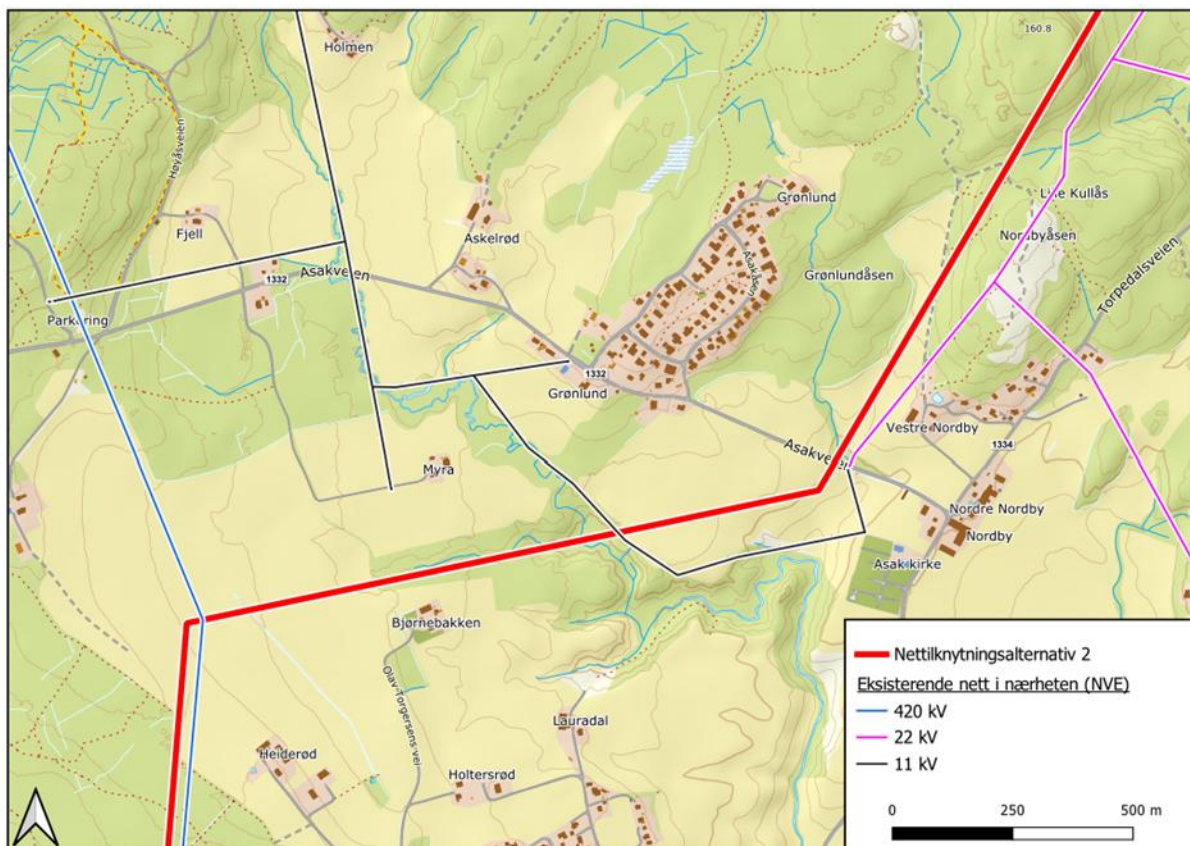 Holmen
160.8
Høyåsveien
Grønlund
Lille Kullås
Fjell
Askelrød
Nordbyåsen
Asakveien
1332
Asakåsen
Grønlundåsen
Torpedalsveien
Parkering
1332
Grønlund
Vestre Nordby
Asakveien
1334
Myra
Nordre Nordby
Nordby
Asak kirke
Bjørnebakken
Olav Torgersens vei
Lauradal
Heiderød
Holtersrød
Nettilknytningsalternativ 2
Eksisterende nett i nærheten (NVE)
420 kV
22 kV
11 kV
0 250 500 m